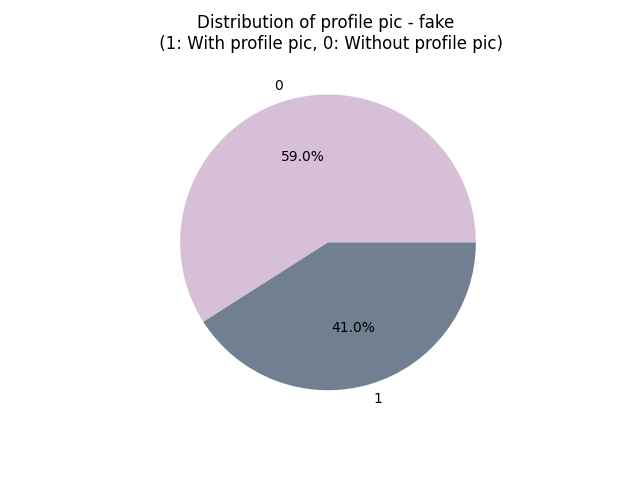 Distribution of profile pic - fake
(1: With profile pic, 0: Without profile pic)
0
59.0%
41.0%
1